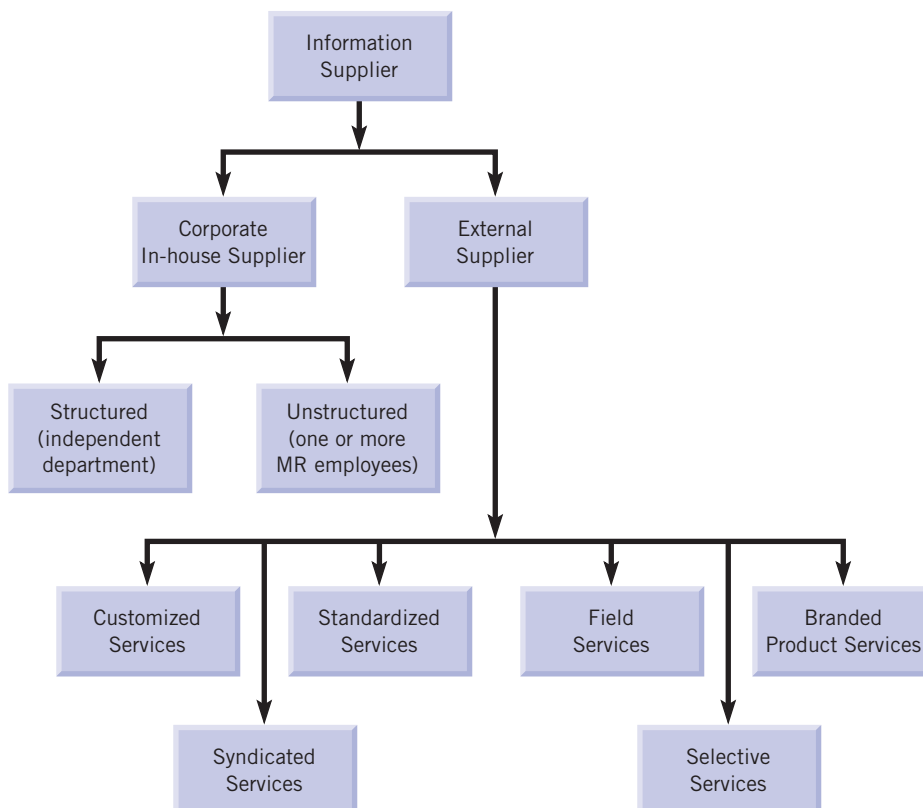 Information
Supplier
Corporate
In-house Supplier
External
Supplier
Structured
(independent
department)
Unstructured
(one or more
MR employees)
Customized
Services
Standardized
Services
Field
Services
Branded
Product Services
Syndicated
Services
Selective
Services